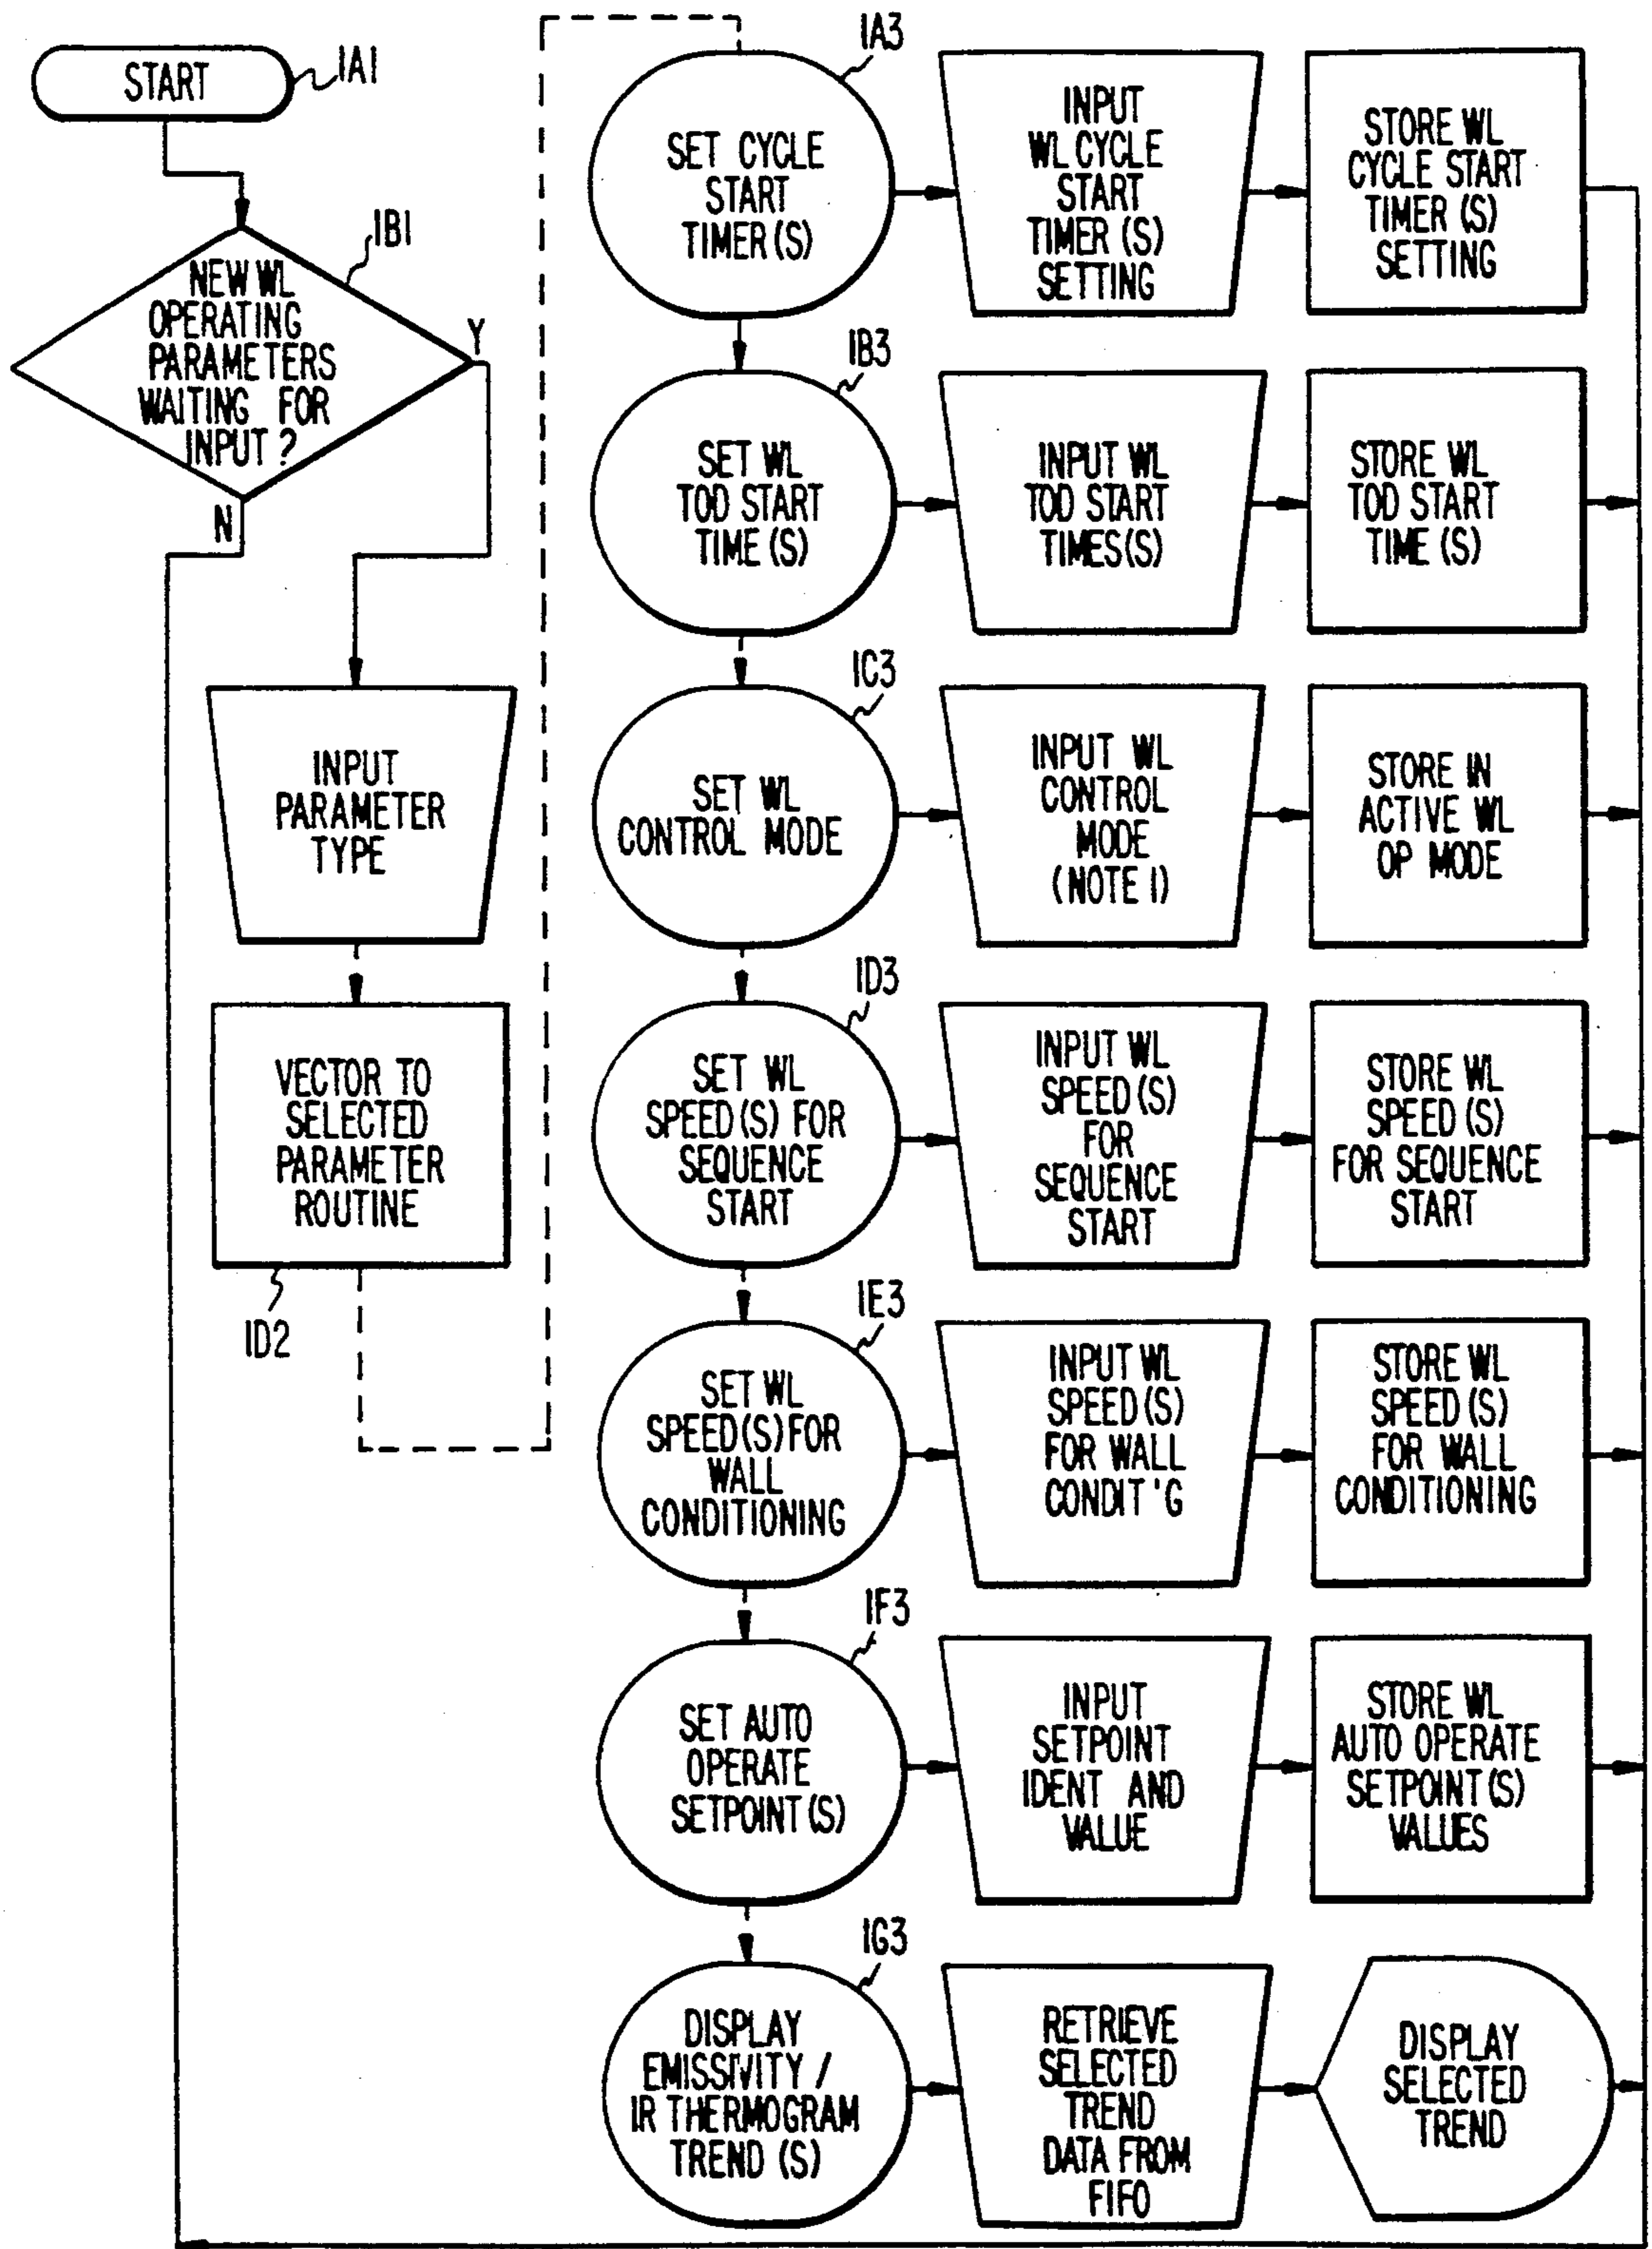 START
1A1
NEW WL
OPERATING
PARAMETERS
WAITING FOR
INPUT ?
1B1
Y
N
INPUT
PARAMETER
TYPE
VECTOR TO
SELECTED
PARAMETER
ROUTINE
1D2
1A3
SET CYCLE
START
TIMER(S)
INPUT
WL CYCLE
START
TIMER (S)
SETTING
STORE WL
CYCLE START
TIMER (S)
SETTING
1B3
SET WL
TOD START
TIME (S)
INPUT WL
TOD START
TIMES(S)
STORE WL
TOD START
TIME (S)
1C3
SET WL
CONTROL MODE
INPUT WL
CONTROL
MODE
(NOTE 1)
STORE IN
ACTIVE WL
OP MODE
1D3
SET WL
SPEED(S) FOR
SEQUENCE
START
INPUT WL
SPEED(S)
FOR
SEQUENCE
START
STORE WL
SPEED (S)
FOR SEQUENCE
START
1E3
SET WL
SPEED(S) FOR
WALL
CONDITIONING
INPUT WL
SPEED(S)
FOR WALL
CONDIT'G
STORE WL
SPEED (S)
FOR WALL
CONDITIONING
1F3
SET AUTO
OPERATE
SETPOINT(S)
INPUT
SETPOINT
IDENT AND
VALUE
STORE WL
AUTO OPERATE
SETPOINT(S)
VALUES
1G3
DISPLAY
EMISSIVITY /
IR THERMOGRAM
TREND (S)
RETRIEVE
SELECTED
TREND
DATA FROM
FIFO
DISPLAY
SELECTED
TREND